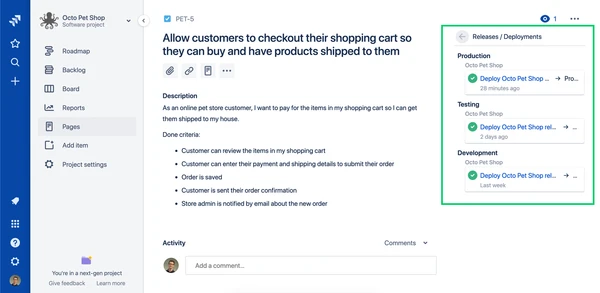 Octo Pet Shop
Software project
Roadmap
Backlog
Board
Reports
Pages
Add item
Project settings
You're in a next-gen project
Give feedback Learn more
PET-5
1
Allow customers to checkout their shopping cart so
they can buy and have products shipped to them
Description
As an online pet store customer, I want to pay for the items in my shopping cart so I can get
them shipped to my house.
Done criteria:
• Customer can review the items in my shopping cart
• Customer can enter their payment and shipping details to submit their order
• Order is saved
• Customer is sent their order confirmation
• Store admin is notified by email about the new order
Activity
Comments
Add a comment...
Releases / Deployments
Production
Octo Pet Shop
Deploy Octo Pet Shop ... → Pro...
28 minutes ago
Testing
Octo Pet Shop
Deploy Octo Pet Shop rel... → ...
2 days ago
Development
Octo Pet Shop
Deploy Octo Pet Shop rel... → ...
Last week